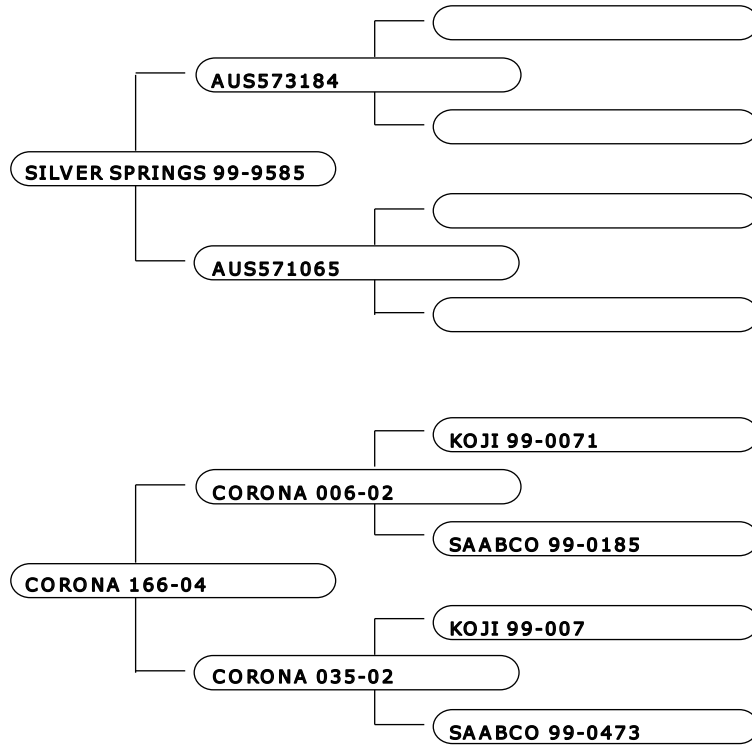 AUS573184
SILVER SPRINGS 99-9585
AUS571065
KOJI 99-0071
CORONA 006-02
SAABCO 99-0185
CORONA 166-04
KOJI 99-007
CORONA 035-02
SAABCO 99-0473